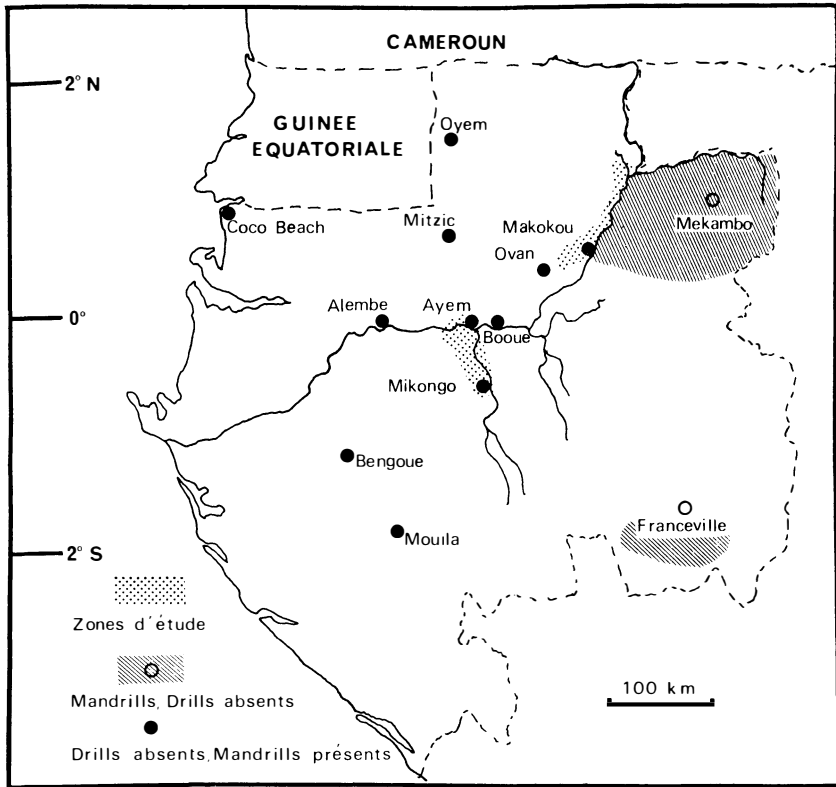 CAMEROUN
2° N
GUINEE
EQUATORIALE
Oyem
Coco Beach
Mitzic
Makokou
Mekambo
Ovan
0°
Alembe
Ayem
Booue
Mikongo
Bengoue
Franceville
Mouila
2° S
Zones d'étude
100 km
Mandrills, Drills absents
Drills absents, Mandrills présents